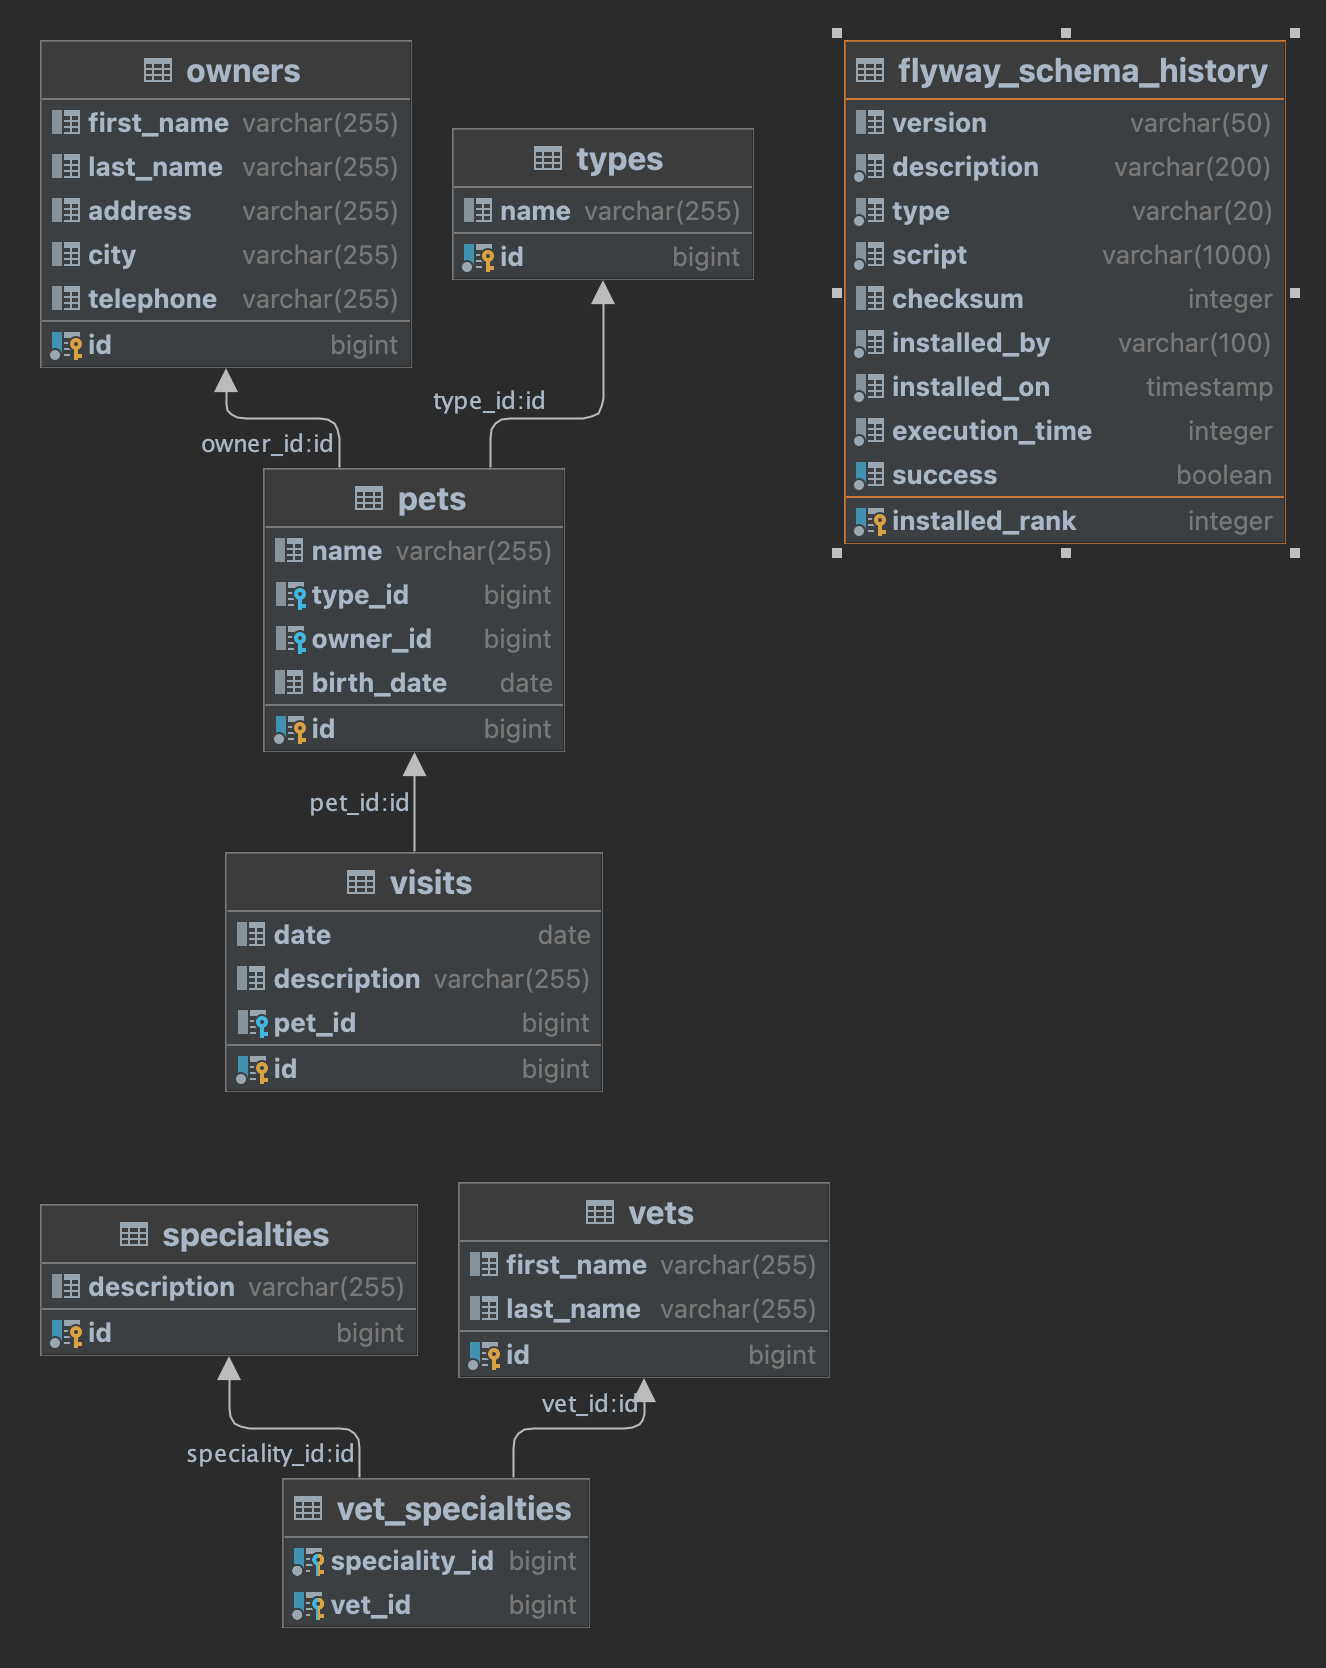 owners
first_name varchar(255)
last_name varchar(255)
address varchar(255)
city varchar(255)
telephone varchar(255)
id bigint
types
name varchar(255)
id bigint
flyway_schema_history
version varchar(50)
description varchar(200)
type varchar(20)
script varchar(1000)
checksum integer
installed_by varchar(100)
installed_on timestamp
execution_time integer
success boolean
installed_rank integer
owner_id:id
type_id:id
pets
name varchar(255)
type_id bigint
owner_id bigint
birth_date date
id bigint
pet_id:id
visits
date date
description varchar(255)
pet_id bigint
id bigint
specialties
description varchar(255)
id bigint
vets
first_name varchar(255)
last_name varchar(255)
id bigint
speciality_id:id
vet_id:id
vet_specialties
speciality_id bigint
vet_id bigint